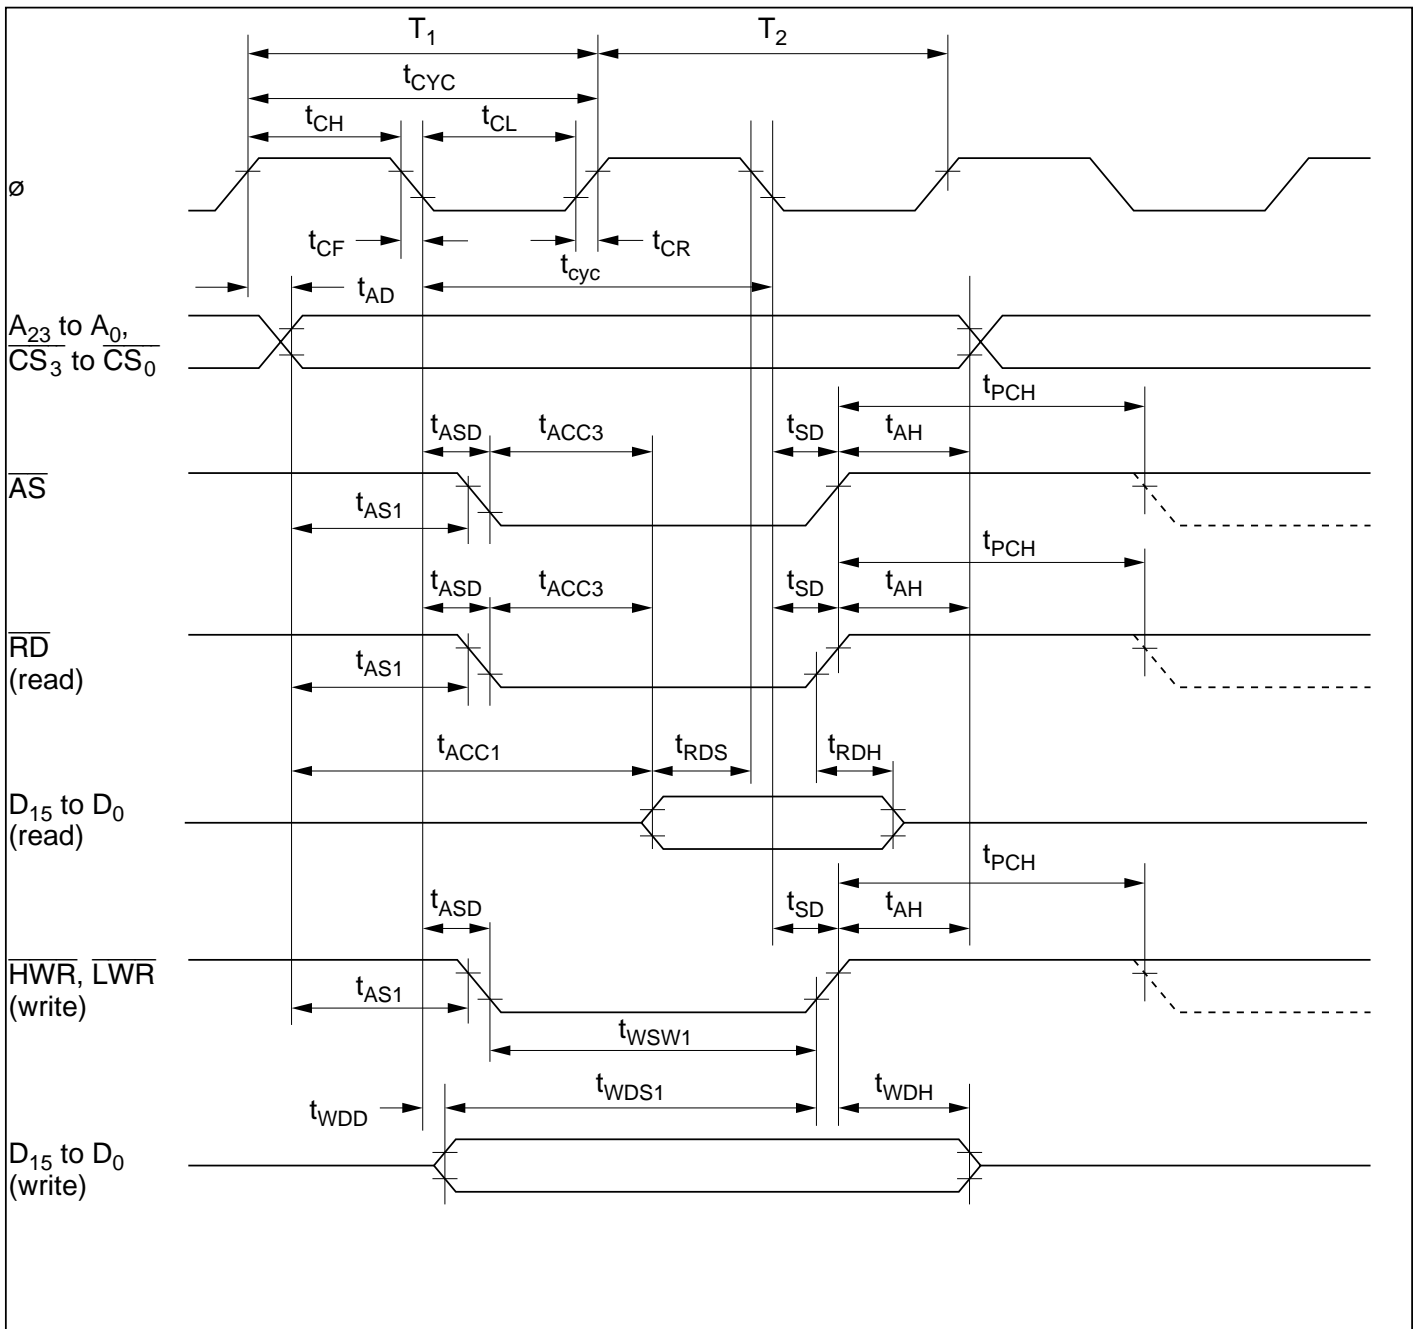 T1 T2
tCYC
tCH tCL
ø
tCF tCR
tcyc
tAD
A23 to A0,
CS3 to CS0
tPCH
tASD tACC3 tSD tAH
AS
tAS1
tPCH
tASD tACC3 tSD tAH
RD
(read)
tAS1
tACC1 tRDS tRDH
D15 to D0
(read)
tPCH
tASD tSD tAH
HWR, LWR
(write)
tAS1
tWSW1
tWDD tWDS1 tWDH
D15 to D0
(write)